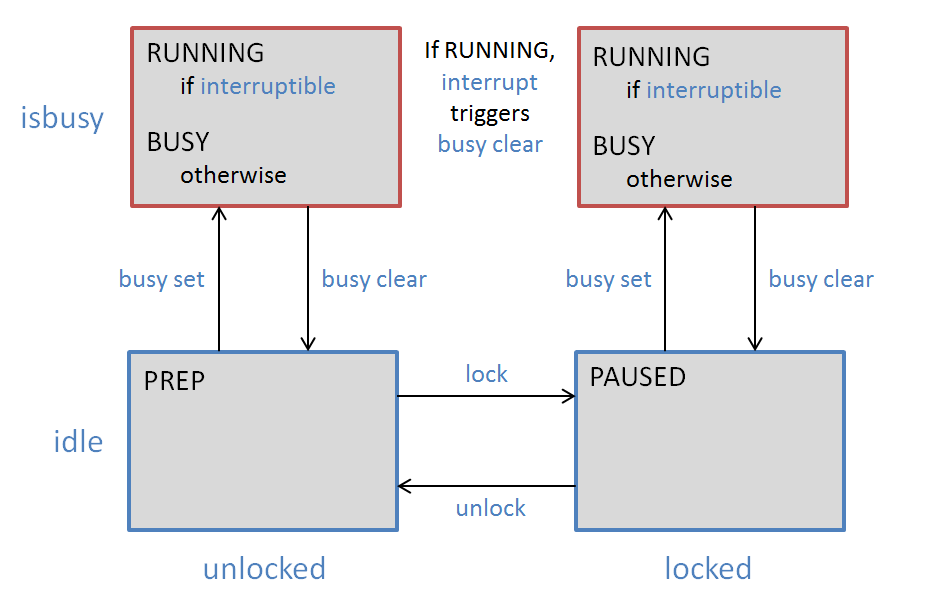 RUNNING
if interruptible
BUSY
otherwise
If RUNNING,
interrupt
triggers
busy clear
RUNNING
if interruptible
BUSY
otherwise
isbusy
busy set
busy clear
busy set
busy clear
PREP
lock
PAUSED
idle
unlock
unlocked
locked